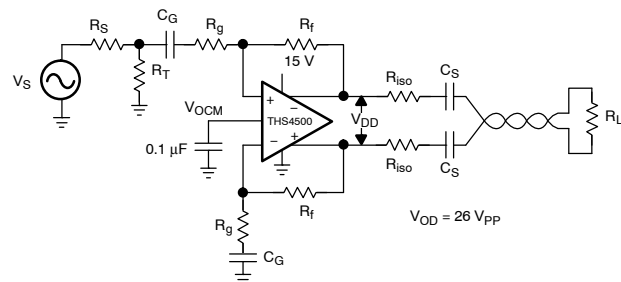 C_G
R_S
R_g
R_f
15 V
V_S
R_T
R_iso
C_S
V_OCM
+
−
THS4500
V_DD
R_L
0.1 µF
−
+
R_iso
C_S
R_g
R_f
V_OD = 26 V_PP
C_G